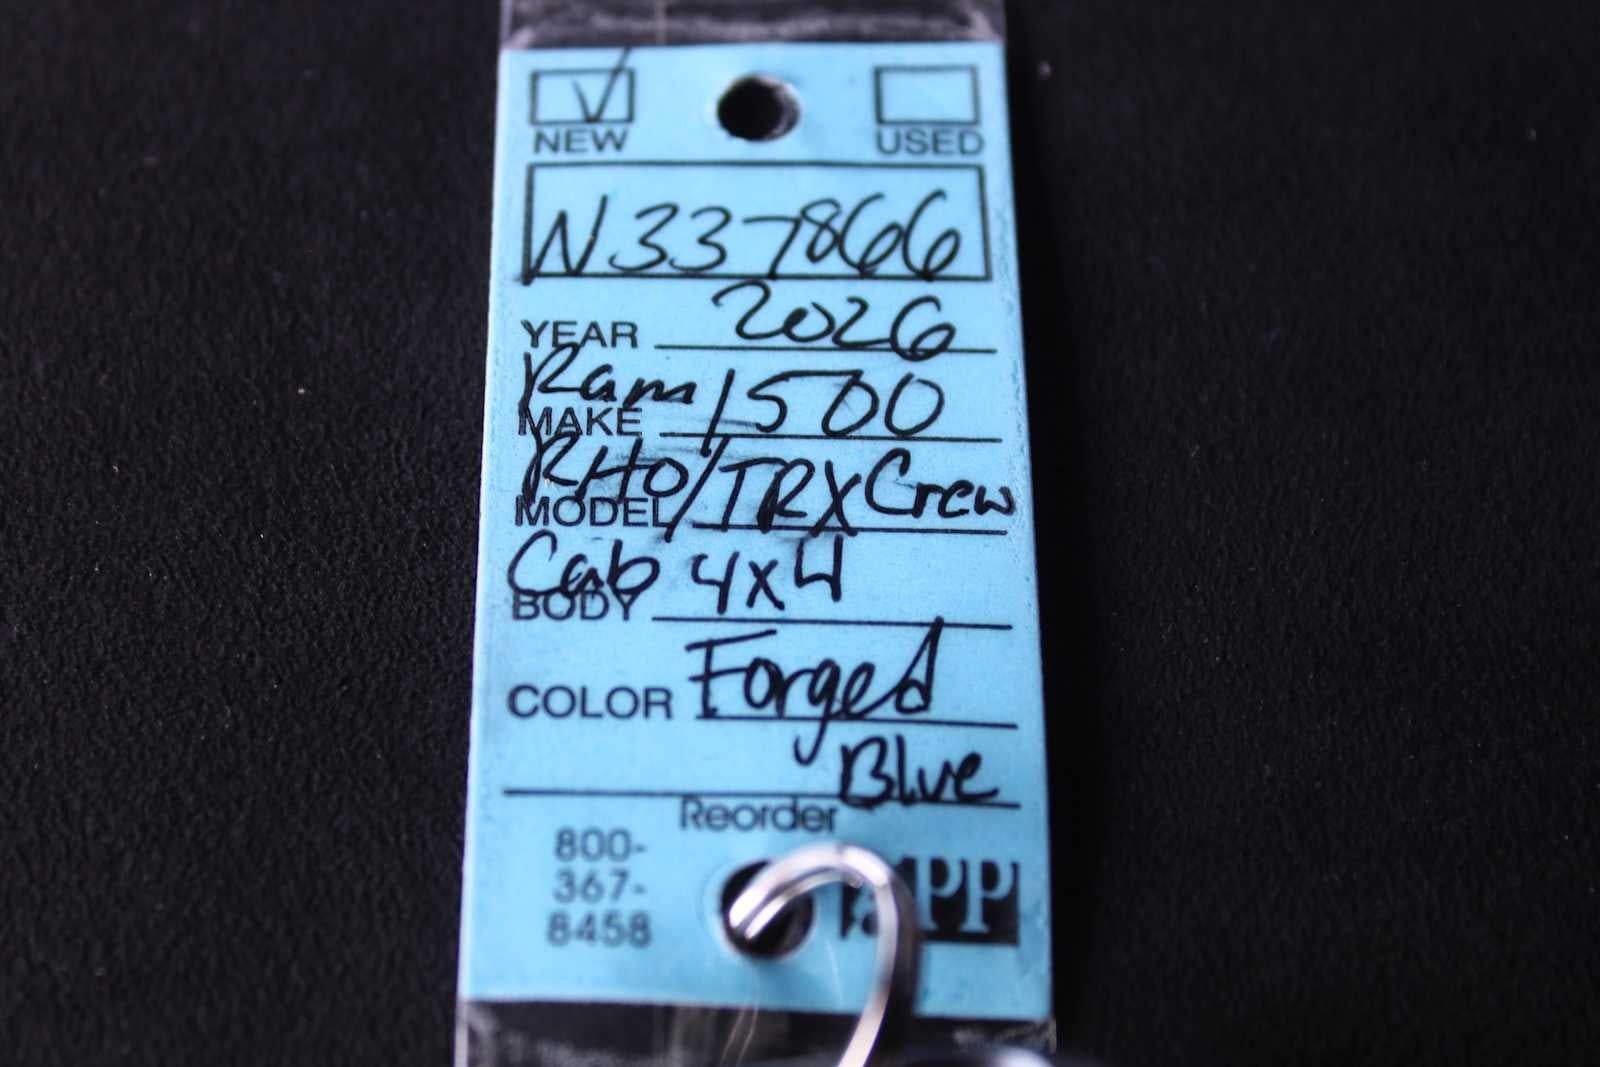 NEW USED
N337866
YEAR 2026
Ram 1500
MAKE
RHO/TRX Crew
MODEL
Cab 4x4
BODY
COLOR Forged
Blue
Reorder
800-
367-
8458